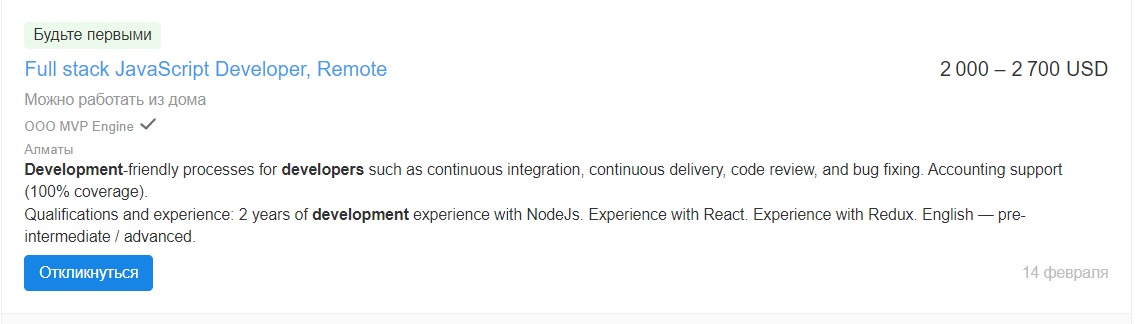 Будьте первыми
Full stack JavaScript Developer, Remote
2 000 – 2 700 USD
Можно работать из дома
ООО MVP Engine
Алматы
Development-friendly processes for developers such as continuous integration, continuous delivery, code review, and bug fixing. Accounting support
(100% coverage).
Qualifications and experience: 2 years of development experience with NodeJs. Experience with React. Experience with Redux. English — pre-
intermediate / advanced.
Откликнуться
14 февраля